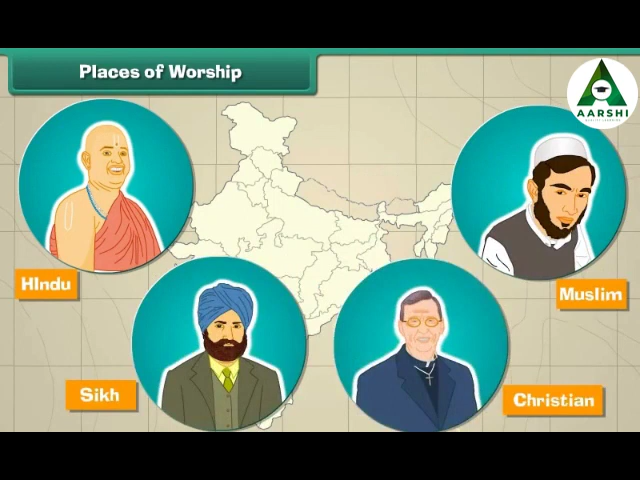 Places of Worship
AARSHI
HIndu
Muslim
Sikh
Christian